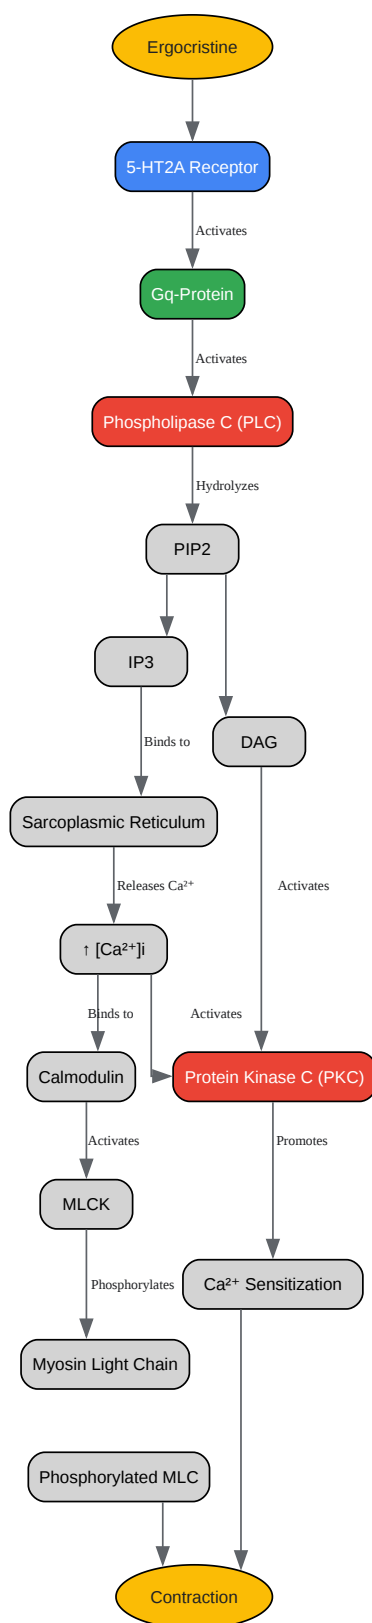 Ergocristine
5-HT2A Receptor
Activates
Gq-Protein
Activates
Phospholipase C (PLC)
Hydrolyzes
PIP2
IP3
DAG
Binds to
Sarcoplasmic Reticulum
Releases Ca²⁺
Activates
↑ [Ca²⁺]i
Binds to
Activates
Calmodulin
Protein Kinase C (PKC)
Activates
Promotes
MLCK
Ca²⁺ Sensitization
Phosphorylates
Myosin Light Chain
Phosphorylated MLC
Contraction